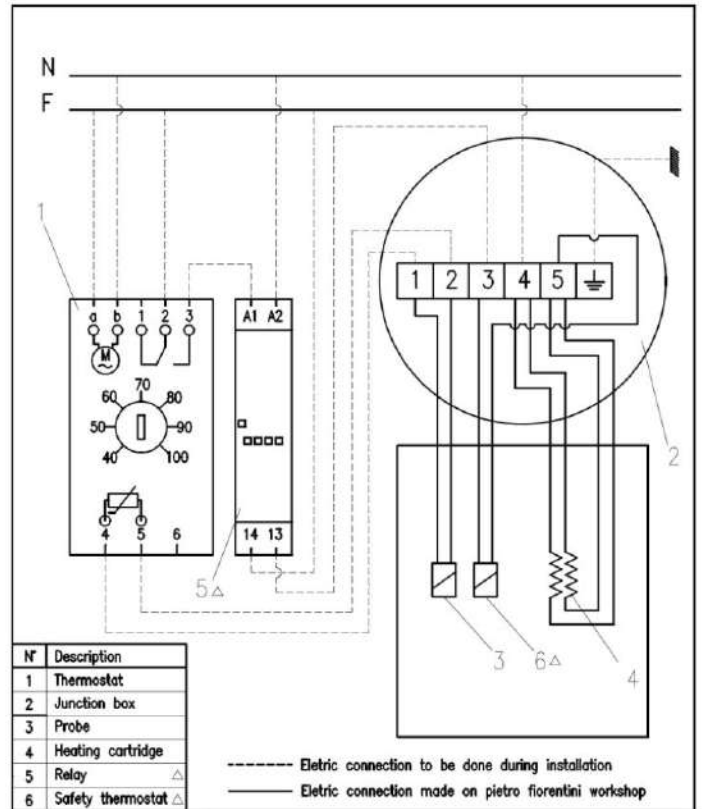 N
F
1
a b 1 2 3
M
~
A1 A2
1 2 3 4 5
70
60 80
50 90
40 100
2
4 5 6
14 13
5△
3 6△ 4
N° Description
1 Thermostat
2 Junction box
3 Probe
4 Heating cartridge
5 Relay △
6 Safety thermostat △
Eletric connection to be done during installation
Eletric connection made on pietro fiorentini workshop